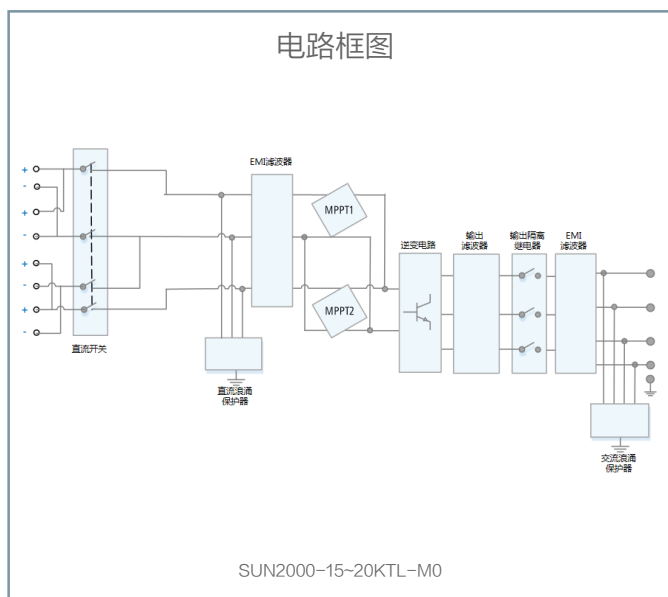 电路框图
EMI滤波器
MPPT1
MPPT2
逆变电路
输出
滤波器
输出隔离
继电器
EMI
滤波器
+
-
+
-
+
-
+
-
直流开关
直流浪涌
保护器
交流浪涌
保护器
SUN2000-15~20KTL-M0